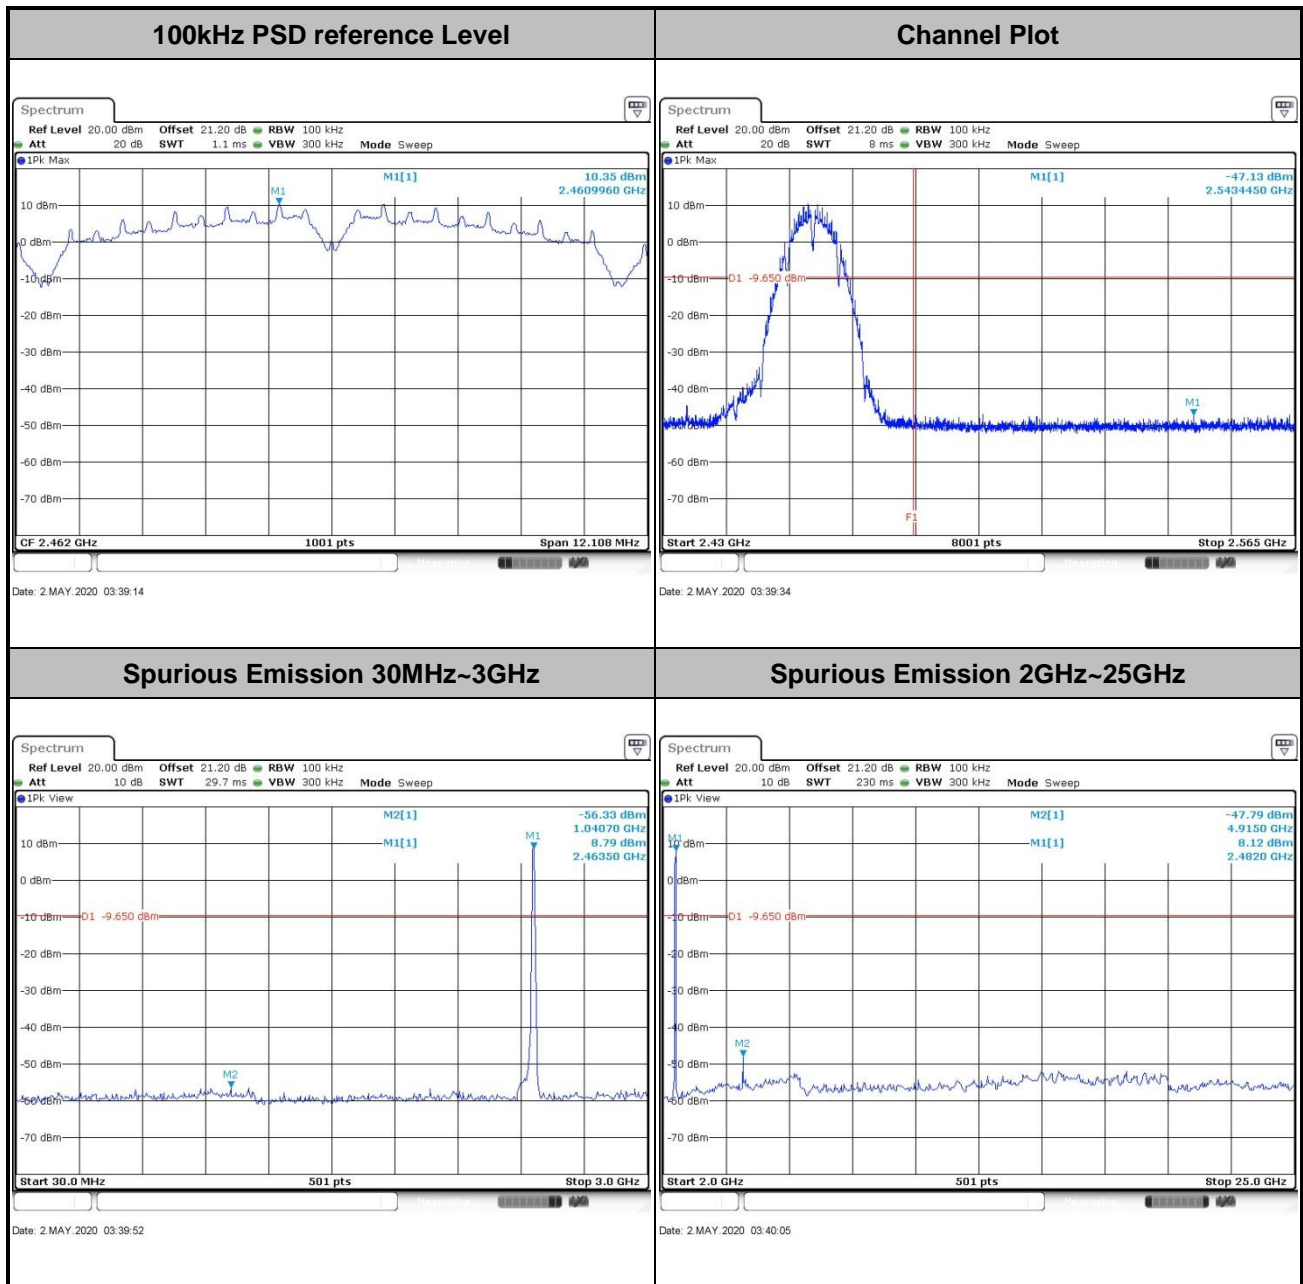 100kHz PSD reference Level
Channel Plot
Spectrum
Ref Level 20.00 dBm Offset 21.20 dB RBW 100 kHz
Att 20 dB SWT 1.1 ms VBW 300 kHz Mode Sweep
1Pk Max
M1[1] 10.35 dBm
2.4609960 GHz
M1
10 dBm
0 dBm
-10 dBm
-20 dBm
-30 dBm
-40 dBm
-50 dBm
-60 dBm
-70 dBm
CF 2.462 GHz 1001 pts Span 12.108 MHz
Date: 2.MAY.2020 03:39:14
Spectrum
Ref Level 20.00 dBm Offset 21.20 dB RBW 100 kHz
Att 20 dB SWT 8 ms VBW 300 kHz Mode Sweep
1Pk Max
M1[1] -47.13 dBm
2.5434450 GHz
10 dBm
0 dBm
-10 dBm D1 -9.650 dBm
-20 dBm
-30 dBm
-40 dBm
M1
-50 dBm
-60 dBm
-70 dBm
F1
Start 2.43 GHz 8001 pts Stop 2.565 GHz
Date: 2.MAY.2020 03:39:34
Spurious Emission 30MHz~3GHz
Spurious Emission 2GHz~25GHz
Spectrum
Ref Level 20.00 dBm Offset 21.20 dB RBW 100 kHz
Att 10 dB SWT 29.7 ms VBW 300 kHz Mode Sweep
1Pk View
M2[1] -56.33 dBm
1.04070 GHz
M1
10 dBm M1[1] 8.79 dBm
2.46350 GHz
0 dBm
-10 dBm D1 -9.650 dBm
-20 dBm
-30 dBm
-40 dBm
-50 dBm
M2
-60 dBm
-70 dBm
Start 30.0 MHz 501 pts Stop 3.0 GHz
Date: 2.MAY.2020 03:39:52
Spectrum
Ref Level 20.00 dBm Offset 21.20 dB RBW 100 kHz
Att 10 dB SWT 230 ms VBW 300 kHz Mode Sweep
1Pk View
M2[1] -47.79 dBm
4.9150 GHz
M1
10 dBm M1[1] 8.12 dBm
2.4820 GHz
0 dBm
-10 dBm D1 -9.650 dBm
-20 dBm
-30 dBm
-40 dBm
M2
-50 dBm
-60 dBm
-70 dBm
Start 2.0 GHz 501 pts Stop 25.0 GHz
Date: 2.MAY.2020 03:40:05